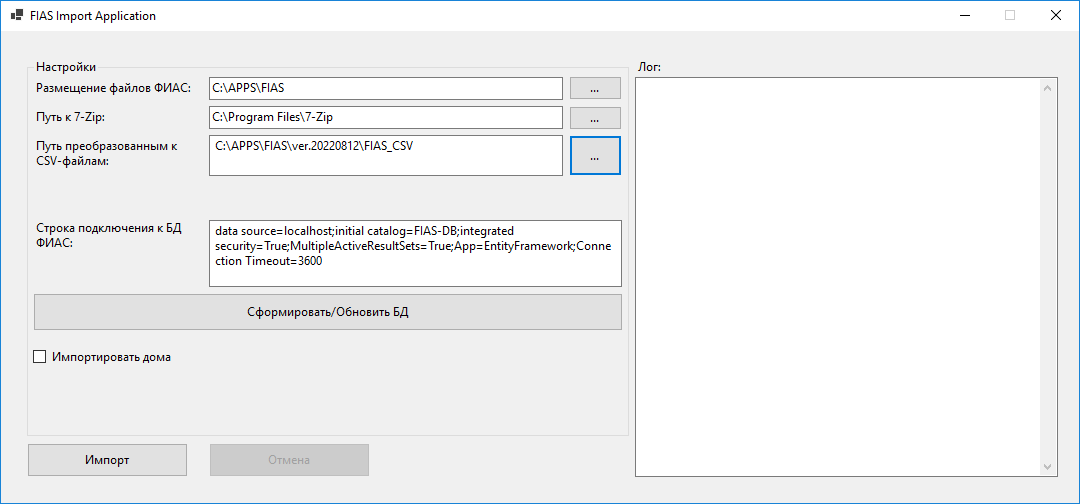 FIAS Import Application
Настройки
Размещение файлов ФИАС:
C:\APPS\FIAS
...
Путь к 7-Zip:
C:\Program Files\7-Zip
...
Путь преобразованным к
CSV-файлам:
C:\APPS\FIAS\ver.20220812\FIAS_CSV
...
Строка подключения к БД
ФИАС:
data source=localhost;initial catalog=FIAS-DB;integrated
security=True;MultipleActiveResultSets=True;App=EntityFramework;Conne
ction Timeout=3600
Сформировать/Обновить БД
Импортировать дома
Импорт
Отмена
Лог: